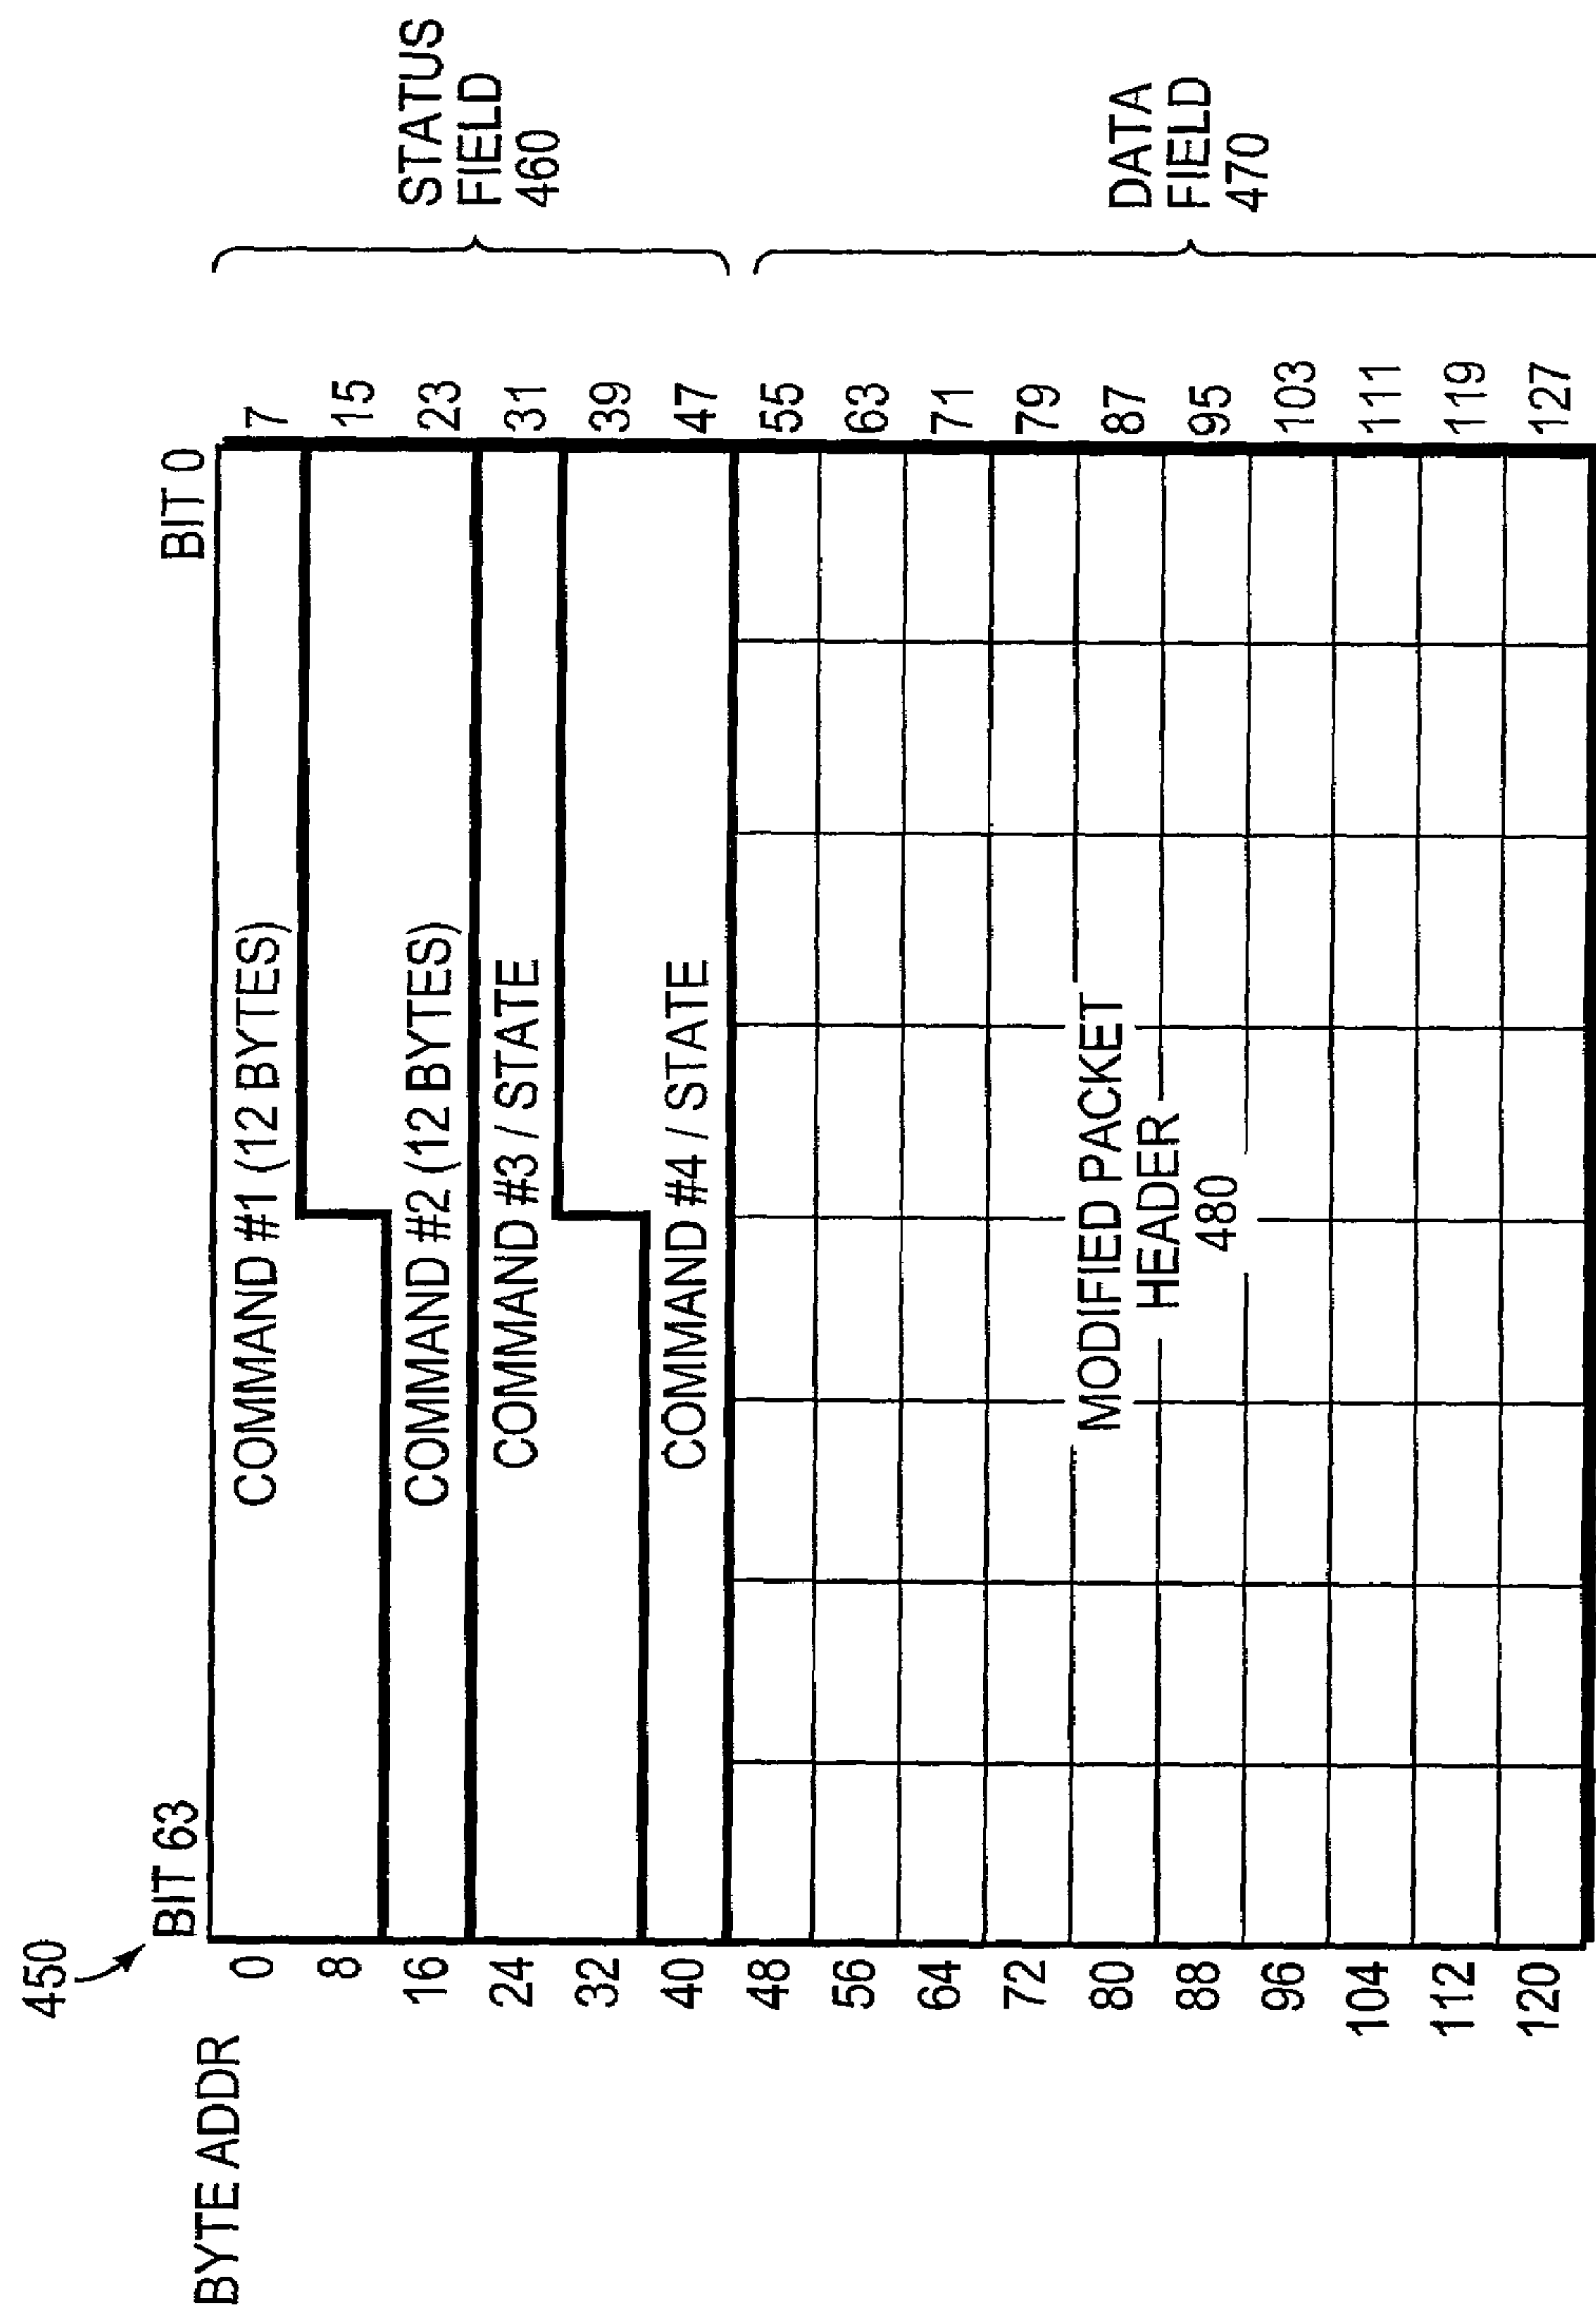 450
BYTE ADDR
BIT 63
BIT 0
0 COMMAND #1 (12 BYTES) 7
8 15
16 COMMAND #2 (12 BYTES) 23
24 COMMAND #3 / STATE 31
32 39
40 COMMAND #4 / STATE 47
STATUS
FIELD
460
48 55
56 63
64 71
72 79
80 MODIFIED PACKET 87
88 HEADER 95
480
96 103
104 111
112 119
120 127
DATA
FIELD
470